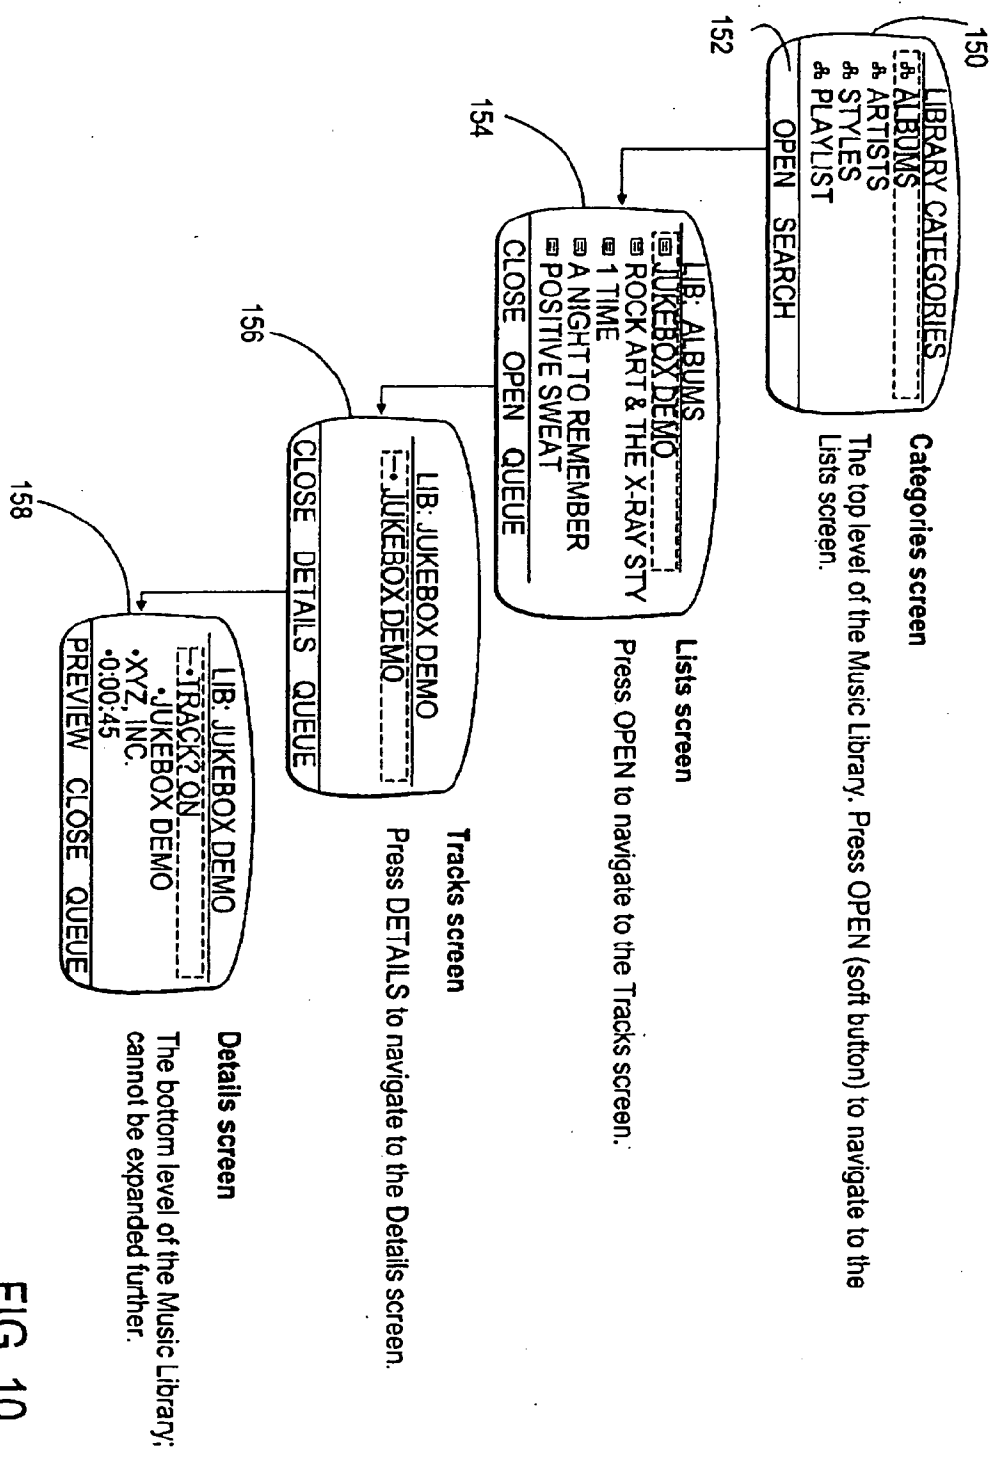 150
LIBRARY CATEGORIES
ALBUMS
ARTISTS
STYLES
PLAYLIST
OPEN SEARCH
152
Categories screen
The top level of the Music Library. Press OPEN (soft button) to navigate to the
Lists screen.
154
LIB: ALBUMS
JUKEBOX DEMO
ROCK ART & THE X-RAY STY
1 TIME
A NIGHT TO REMEMBER
POSITIVE SWEAT
CLOSE OPEN QUEUE
Lists screen
Press OPEN to navigate to the Tracks screen.
156
LIB: JUKEBOX DEMO
• JUKEBOX DEMO
CLOSE DETAILS QUEUE
Tracks screen
Press DETAILS to navigate to the Details screen.
158
LIB: JUKEBOX DEMO
•TRACK? ON
•JUKEBOX DEMO
•XYZ, INC.
•0:00:45
PREVIEW CLOSE QUEUE
Details screen
The bottom level of the Music Library;
cannot be expanded further.
FIG. 10